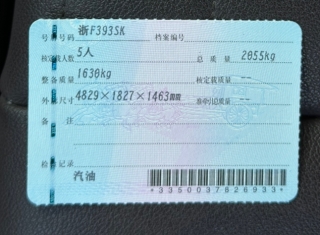 号牌号码 浙F393SK 档案编号
核定载人数 5人 总质量 2055kg
整备质量 1630kg 核定载质量 --
外廓尺寸 4829×1827×1463mm 准牵引总质量 --
备注
检验记录
汽油
*3350037826933*